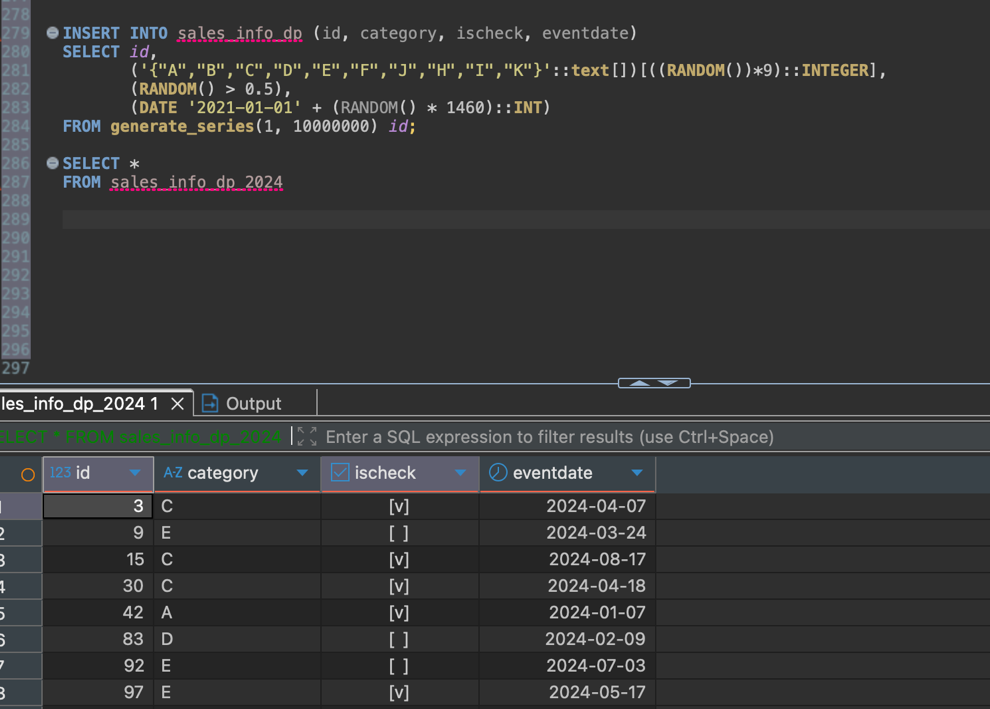 278
279 INSERT INTO sales_info_dp (id, category, ischeck, eventdate)
280 SELECT id,
281 ('{"A","B","C","D","E","F","J","H","I","K"}'::text[])[((RANDOM())*9)::INTEGER],
282 (RANDOM() > 0.5),
283 (DATE '2021-01-01' + (RANDOM() * 1460)::INT)
284 FROM generate_series(1, 10000000) id;
285
286 SELECT *
287 FROM sales_info_dp_2024
288
289
290
291
292
293
294
295
296
297
les_info_dp_2024 1 Output
ELECT * FROM sales_info_dp_2024 Enter a SQL expression to filter results (use Ctrl+Space)
123 id A-Z category ischeck eventdate
3 C [v] 2024-04-07
2 9 E [ ] 2024-03-24
3 15 C [v] 2024-08-17
4 30 C [v] 2024-04-18
5 42 A [v] 2024-01-07
6 83 D [ ] 2024-02-09
7 92 E [ ] 2024-07-03
8 97 E [v] 2024-05-17